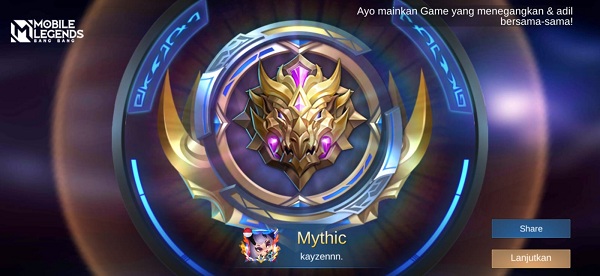 MOBILE
LEGENDS
BANG BANG
Ayo mainkan Game yang menegangkan & adil
bersama-sama!
Mythic
kayzennn.
Share
Lanjutkan